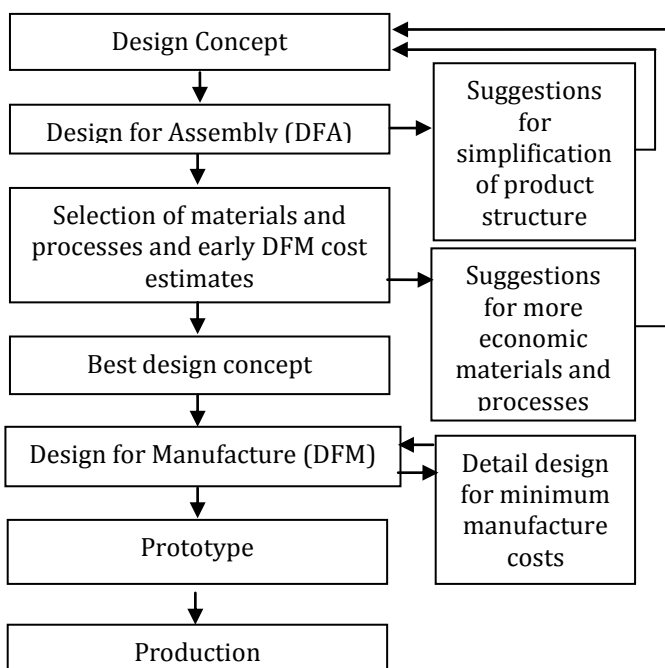 Design Concept
Design for Assembly (DFA)
Suggestions
for
simplification
of product
structure
Selection of materials and
processes and early DFM cost
estimates
Suggestions
for more
economic
materials and
processes
Best design concept
Design for Manufacture (DFM)
Detail design
for minimum
manufacture
costs
Prototype
Production